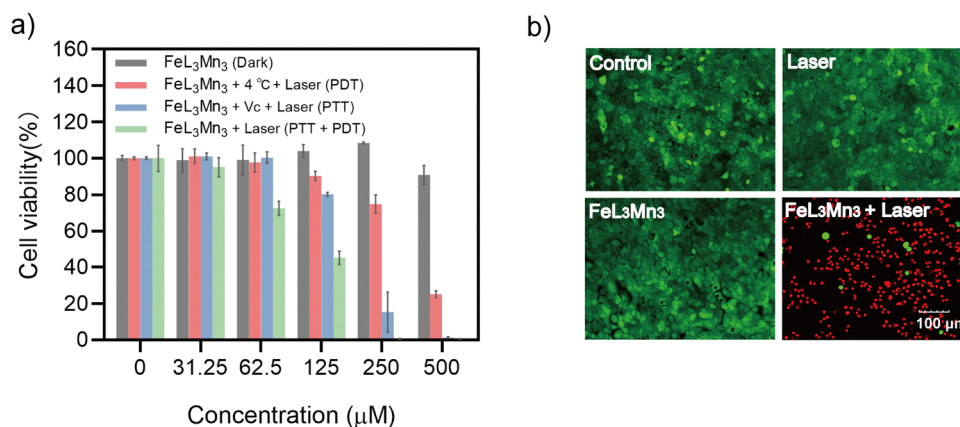 a)
160
140
120
100
80
60
40
20
0
Cell viability(%)
FeL₃Mn₃ (Dark)
FeL₃Mn₃ + 4 ℃ + Laser (PDT)
FeL₃Mn₃ + Vc + Laser (PTT)
FeL₃Mn₃ + Laser (PTT + PDT)
0 31.25 62.5 125 250 500
Concentration (μM)
b)
Control
Laser
FeL₃Mn₃
FeL₃Mn₃ + Laser
100 μm